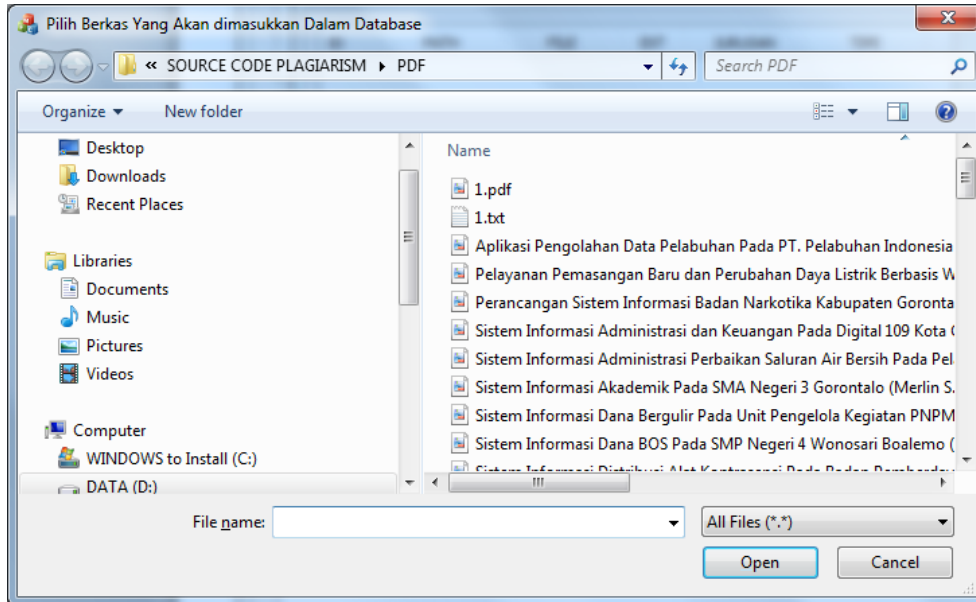 Pilih Berkas Yang Akan dimasukkan Dalam Database
« SOURCE CODE PLAGIARISM ▸ PDF
Search PDF
Organize
New folder
Desktop
Downloads
Recent Places
Libraries
Documents
Music
Pictures
Videos
Computer
WINDOWS to Install (C:)
DATA (D:)
Name
1.pdf
1.txt
Aplikasi Pengolahan Data Pelabuhan Pada PT. Pelabuhan Indonesia
Pelayanan Pemasangan Baru dan Perubahan Daya Listrik Berbasis W
Perancangan Sistem Informasi Badan Narkotika Kabupaten Goronta
Sistem Informasi Administrasi dan Keuangan Pada Digital 109 Kota
Sistem Informasi Administrasi Perbaikan Saluran Air Bersih Pada Pel
Sistem Informasi Akademik Pada SMA Negeri 3 Gorontalo (Merlin S.
Sistem Informasi Dana Bergulir Pada Unit Pengelola Kegiatan PNPM
Sistem Informasi Dana BOS Pada SMP Negeri 4 Wonosari Boalemo (
File name:
All Files (*.*)
Open
Cancel